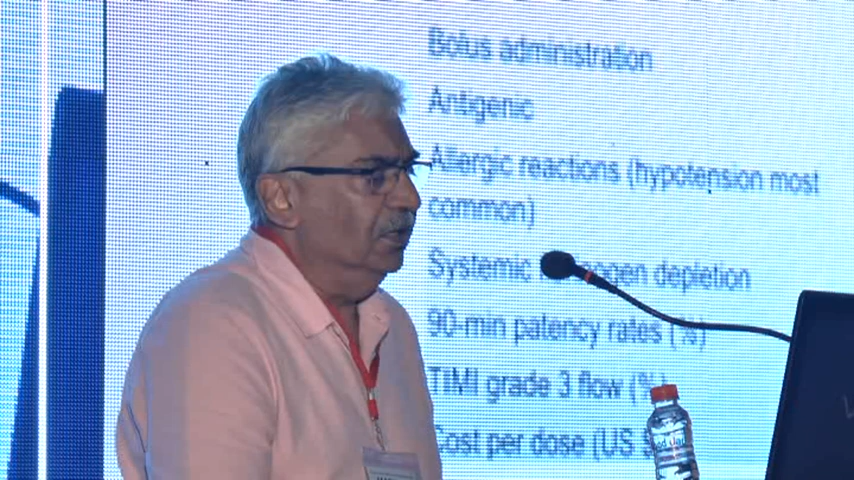 Bolus administration
Antigenic
Allergic reactions (hypotension most
common)
Systemic ogen depletion
90-min patency rates (%)
TIMI grade 3 flow (%)
Cost per dose (US $